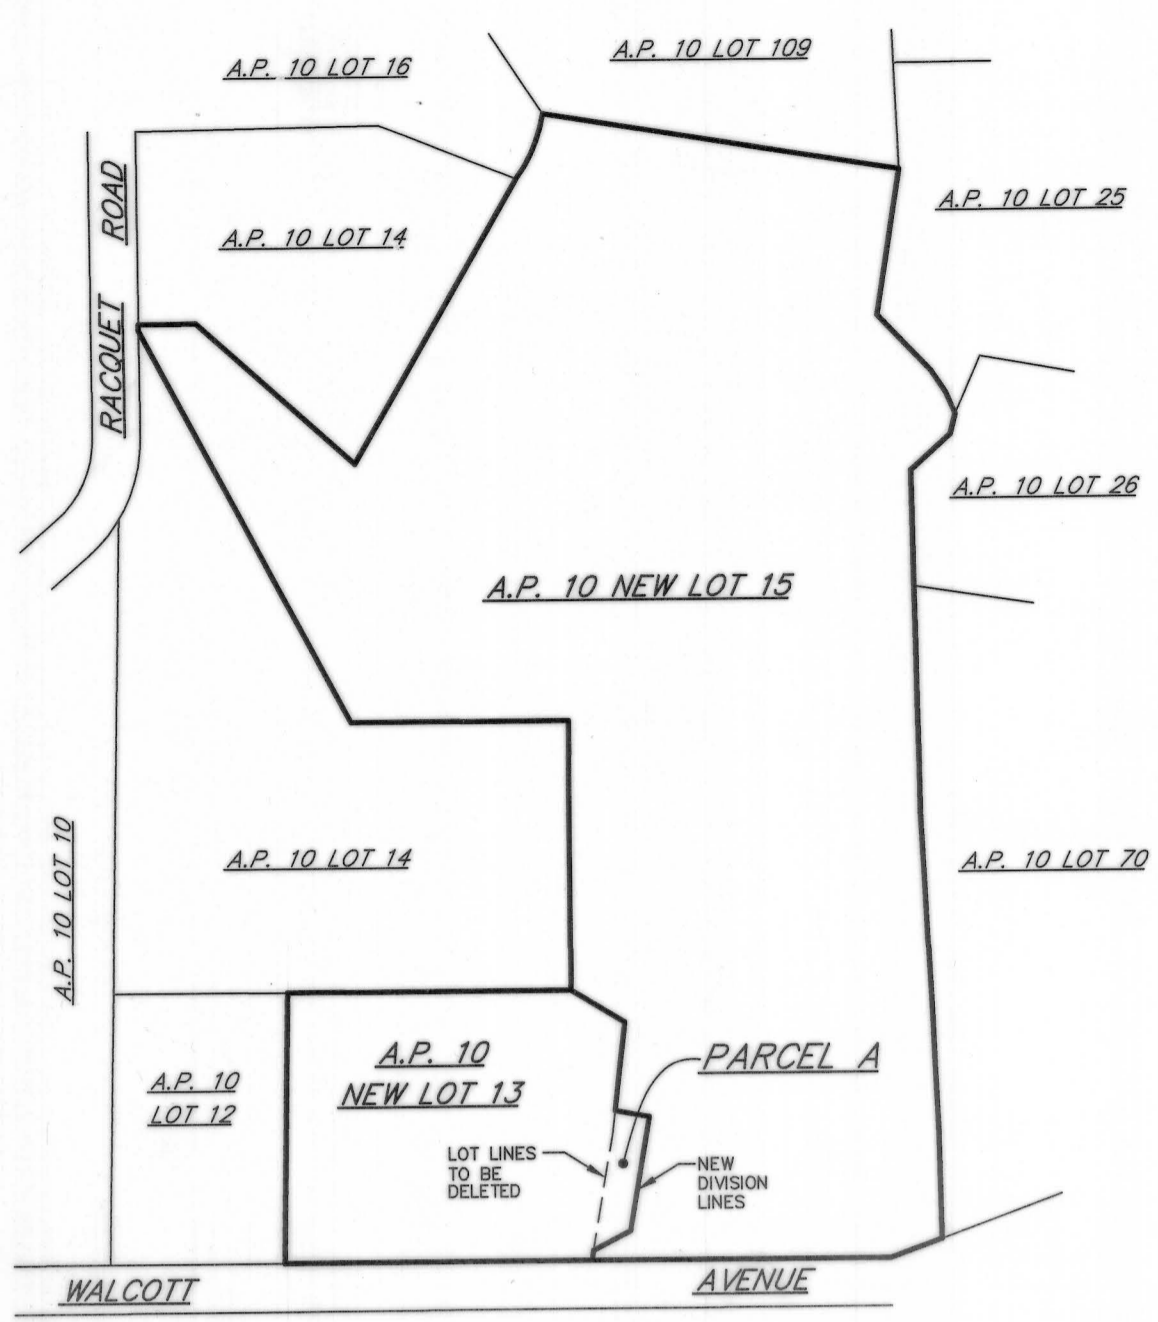 A.P. 10 LOT 16
A.P. 10 LOT 109
RACQUET ROAD
A.P. 10 LOT 14
A.P. 10 LOT 25
A.P. 10 LOT 26
A.P. 10 NEW LOT 15
A.P. 10 LOT 10
A.P. 10 LOT 14
A.P. 10 LOT 70
A.P. 10
LOT 12
A.P. 10
NEW LOT 13
PARCEL A
LOT LINES
TO BE
DELETED
NEW
DIVISION
LINES
WALCOTT AVENUE